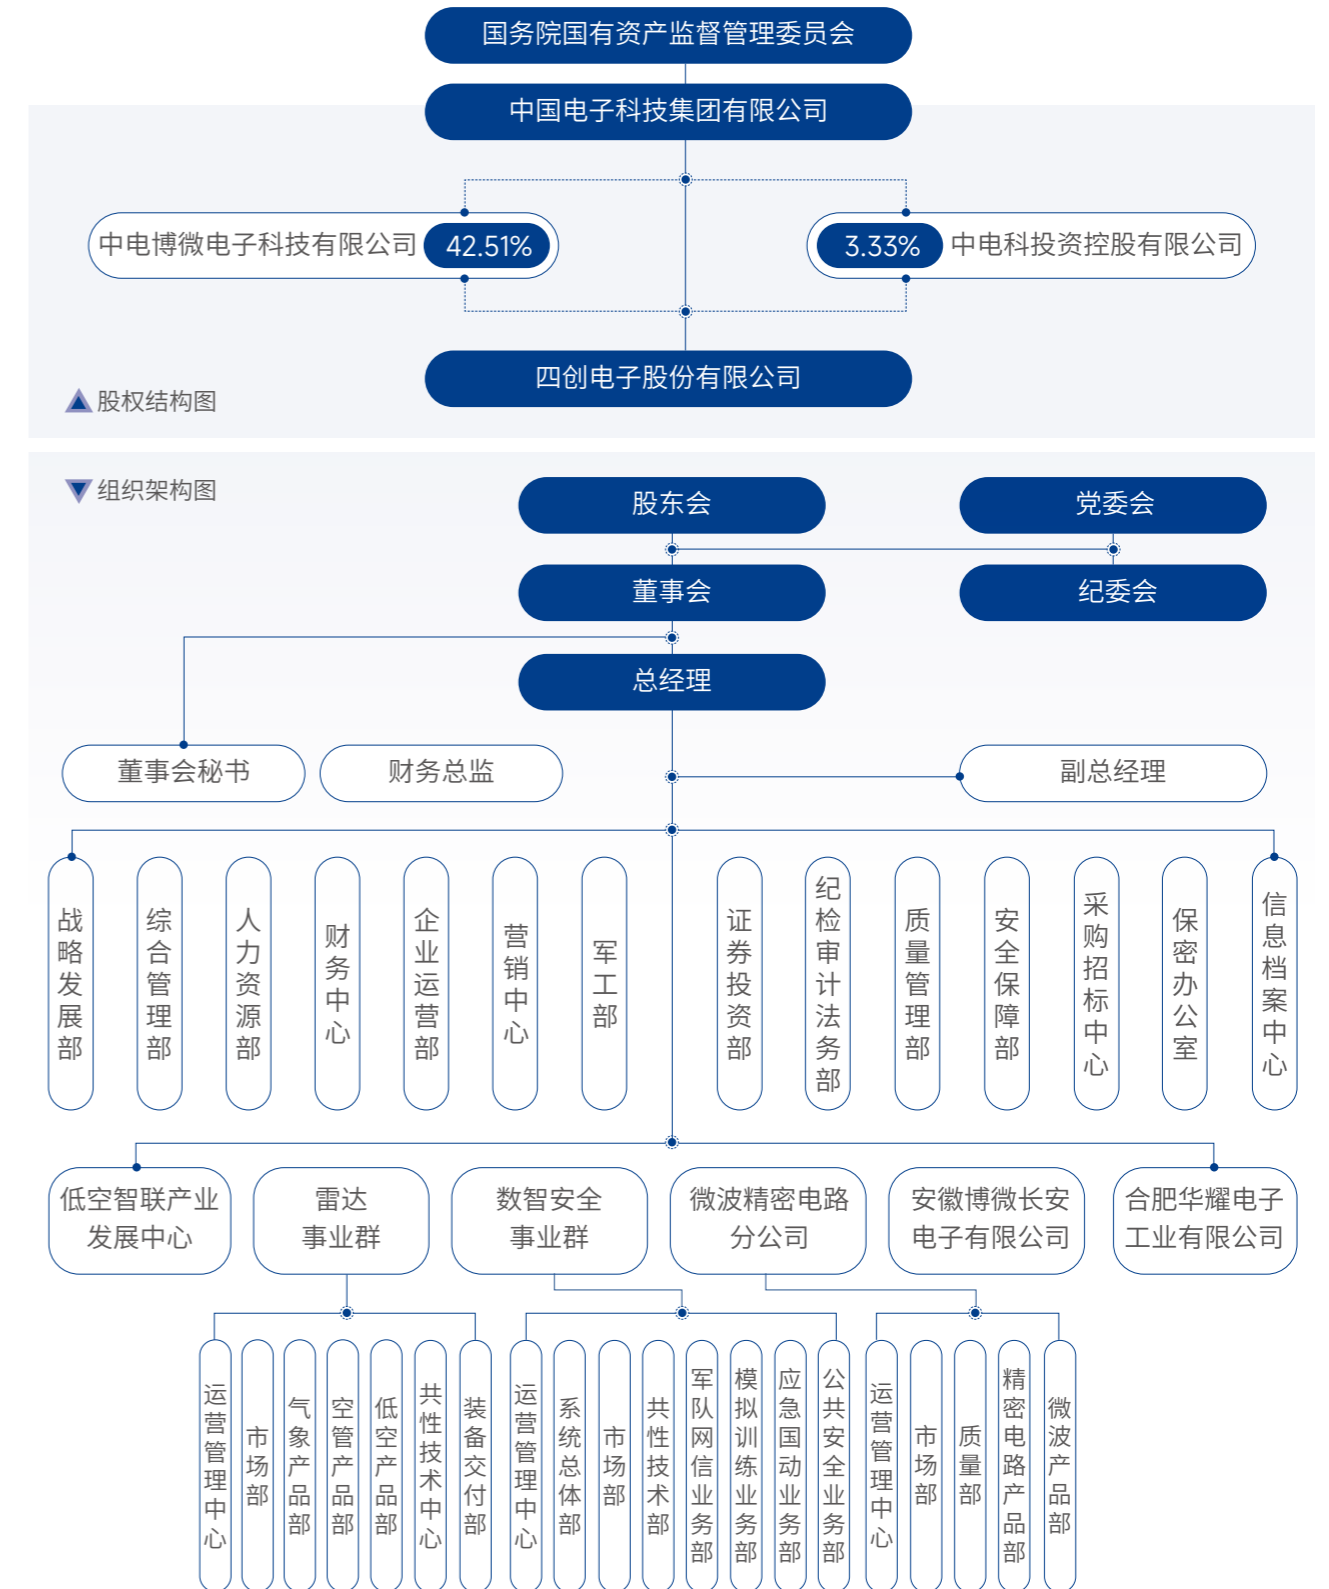 国务院国有资产监督管理委员会
中国电子科技集团有限公司
中电博微电子科技有限公司 42.51%
3.33% 中电科投资控股有限公司
四创电子股份有限公司
股权结构图
组织架构图
股东会
党委会
董事会
纪委会
总经理
董事会秘书
财务总监
副总经理
战略发展部
综合管理部
人力资源部
财务中心
企业运营部
营销中心
军工部
证券投资部
纪检审计法务部
质量管理部
安全保障部
采购招标中心
保密办公室
信息档案中心
低空智联产业
发展中心
雷达
事业群
数智安全
事业群
微波精密电路
分公司
安徽博微长安
电子有限公司
合肥华耀电子
工业有限公司
运营管理中心
市场部
气象产品部
空管产品部
低空产品部
共性技术中心
装备交付部
运营管理中心
系统总体部
市场部
共性技术部
军队网信业务部
模拟训练业务部
应急国动业务部
公共安全业务部
运营管理中心
市场部
质量部
精密电路产品部
微波产品部